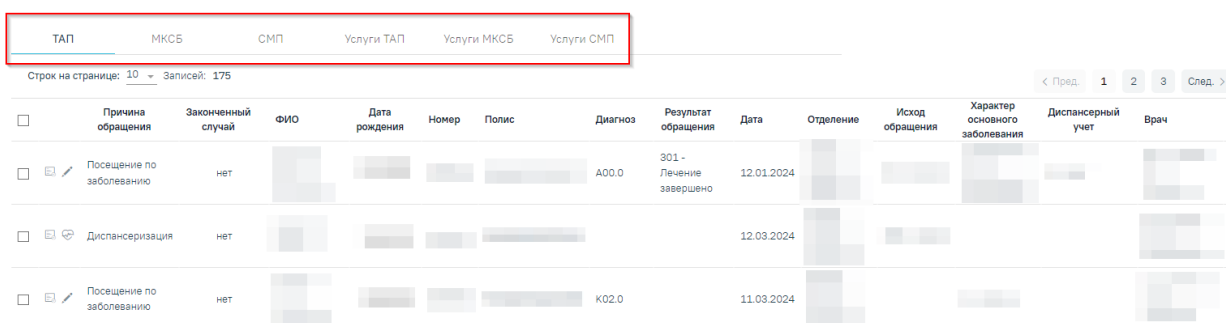 ТАП МКСБ СМП Услуги ТАП Услуги МКСБ Услуги СМП
Строк на странице: 10 Записей: 175
< Пред. 1 2 3 След. >
Причина обращения Законченный случай ФИО Дата рождения Номер Полис Диагноз Результат обращения Дата Отделение Исход обращения Характер основного заболевания Диспансерный учет Врач
Посещение по заболеванию нет A00.0 301 - Лечение завершено 12.01.2024
Диспансеризация нет 12.03.2024
Посещение по заболеванию нет K02.0 11.03.2024